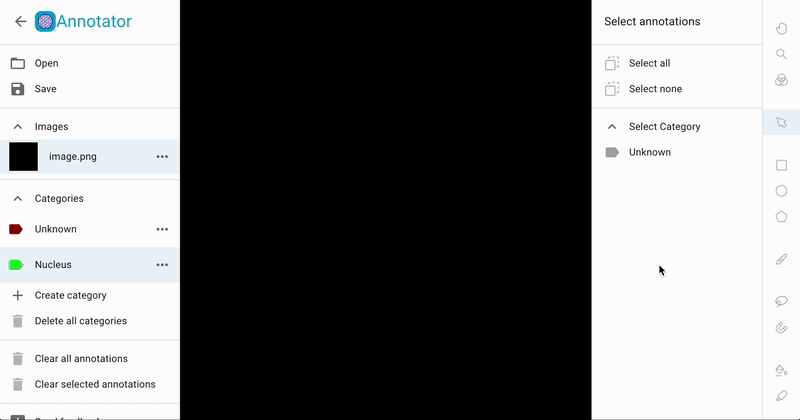 Annotator
Open
Save
Images
image.png
Categories
Unknown
Nucleus
Create category
Delete all categories
Clear all annotations
Clear selected annotations
Select annotations
Select all
Select none
Select Category
Unknown